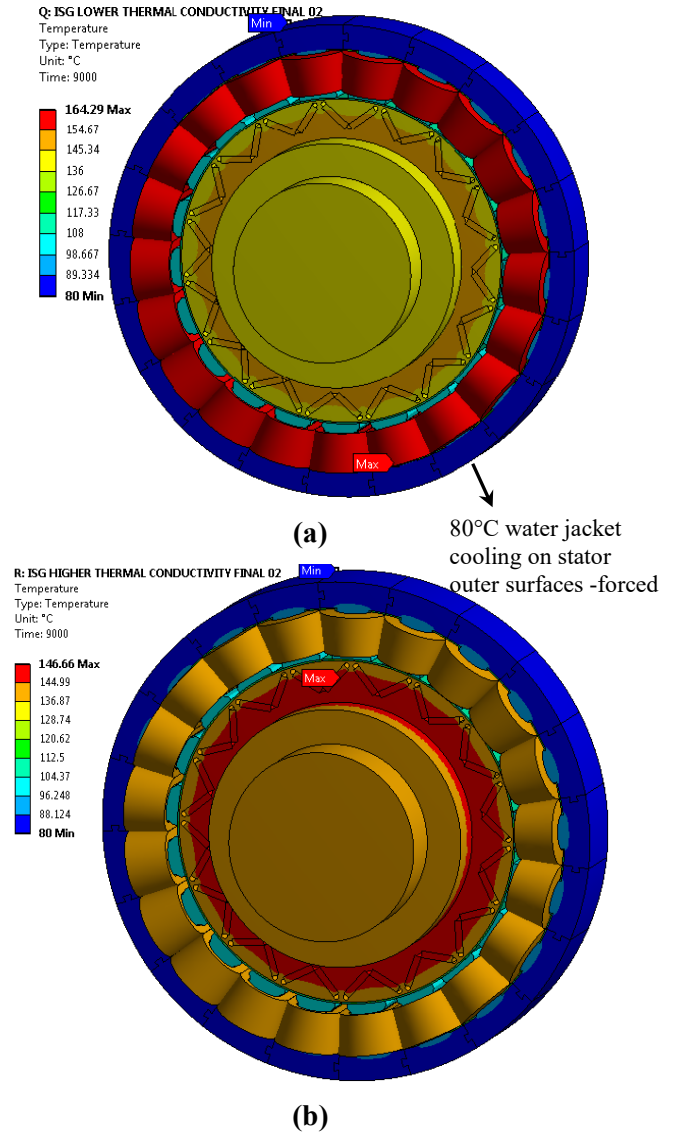 Q: ISG LOWER THERMAL CONDUCTIVITY FINAL 02
Temperature
Type: Temperature
Unit: °C
Time: 9000
Min
164.29 Max
154.67
145.34
136
126.67
117.33
108
98.667
89.334
80 Min
Max
(a)
80°C water jacket
cooling on stator
outer surfaces -forced
R: ISG HIGHER THERMAL CONDUCTIVITY FINAL 02
Temperature
Type: Temperature
Unit: °C
Time: 9000
Min
146.66 Max
144.99
136.87
128.74
120.62
112.5
104.37
96.248
88.124
80 Min
Max
(b)